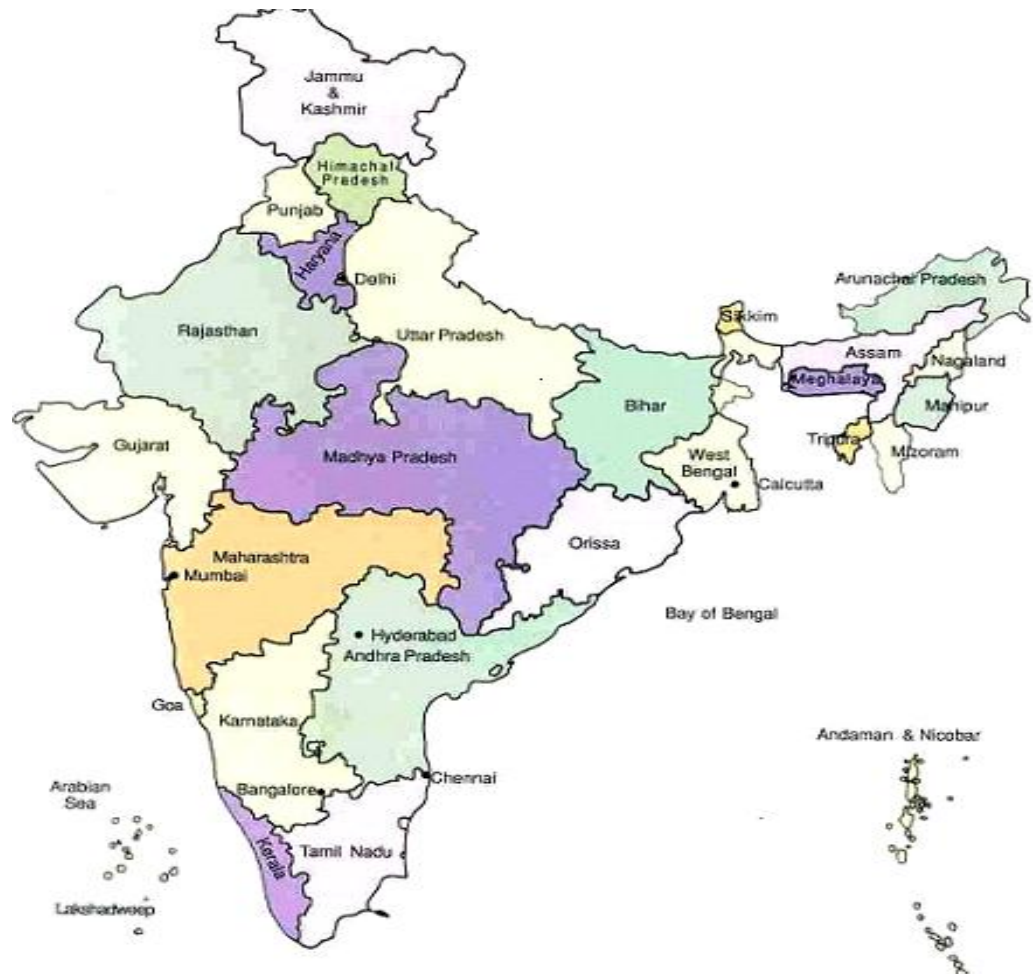 Jammu
&
Kashmir
Himachal
Pradesh
Punjab
Haryana
Delhi
Arunachal Pradesh
Rajasthan
Uttar Pradesh
Sikkim
Assam
Nagaland
Meghalaya
Bihar
Manipur
Gujarat
Madhya Pradesh
Tripura
Mizoram
West
Bengal
Calcutta
Orissa
Maharashtra
Mumbai
Bay of Bengal
Hyderabad
Andhra Pradesh
Goa
Karnataka
Andaman & Nicobar
Chennai
Bangalore
Arabian
Sea
Kerala
Tamil Nadu
Lakshadweep